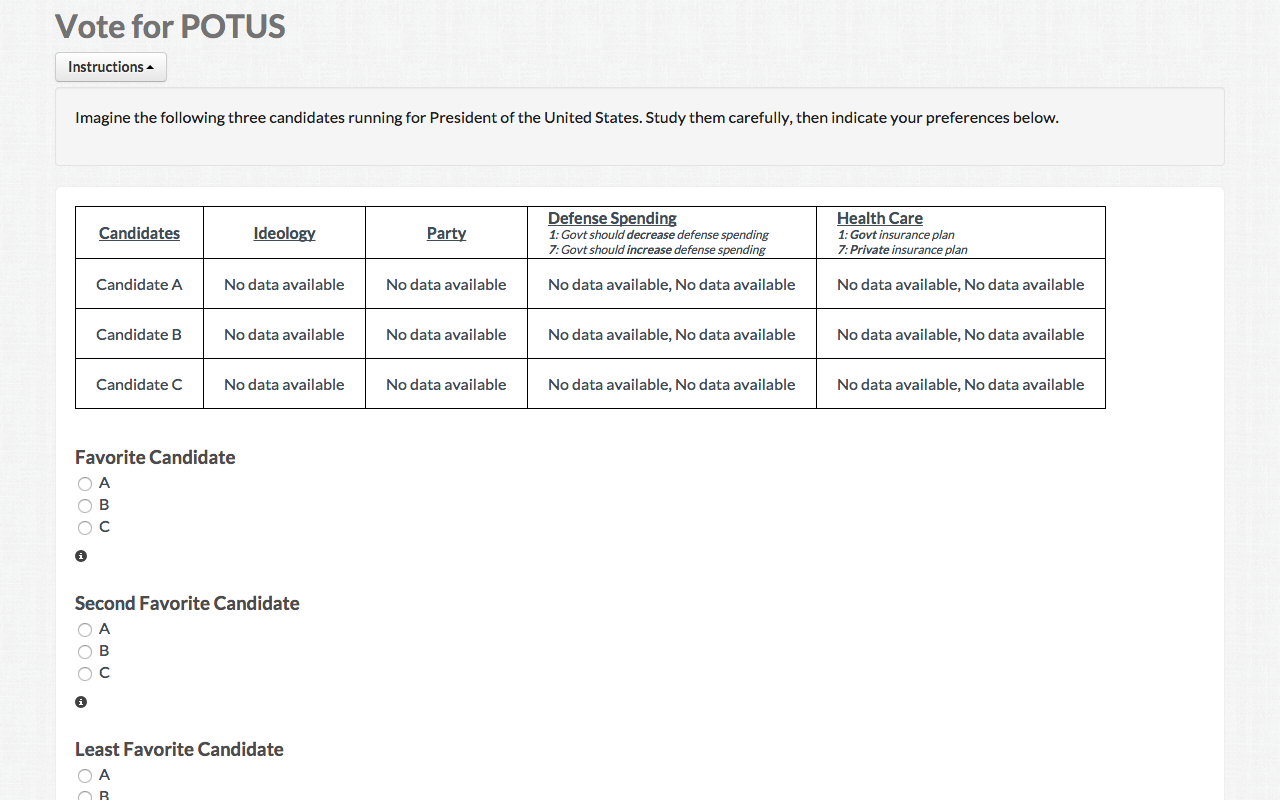 Vote for POTUS
Instructions
Imagine the following three candidates running for President of the United States. Study them carefully, then indicate your preferences below.
Candidates Ideology Party Defense Spending 1: Govt should decrease defense spending 7: Govt should increase defense spending Health Care 1: Govt insurance plan 7: Private insurance plan
Candidate A No data available No data available No data available, No data available No data available, No data available
Candidate B No data available No data available No data available, No data available No data available, No data available
Candidate C No data available No data available No data available, No data available No data available, No data available
Favorite Candidate
A
B
C
Second Favorite Candidate
A
B
C
Least Favorite Candidate
A
B